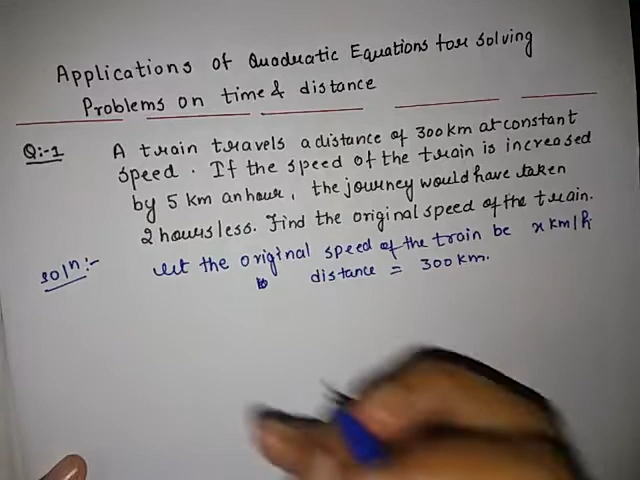 Applications of Quadratic Equations for solving
Problems on time & distance
Q:-1 A train travels a distance of 300 km at constant
speed. If the speed of the train is increased
by 5 km an hour, the journey would have taken
2 hours less. Find the original speed of the train.
Soln:- Let the original speed of the train be x km/h
distance = 300 km.